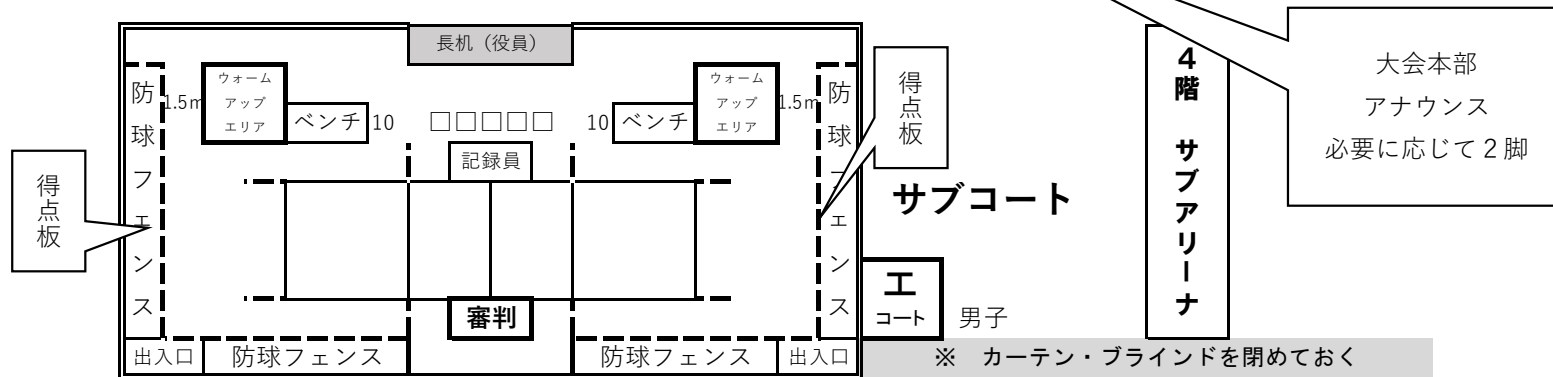 長机（役員）
ウォーム
アップ
エリア
ベンチ
10
□□□□□
10
ベンチ
ウォーム
アップ
エリア
1.5m
1.5m
防球フェンス
防球フェンス
得点板
得点板
記録員
審判
出入口
防球フェンス
防球フェンス
出入口
サブコート
エ
コート
男子
４階 サブアリーナ
大会本部
アナウンス
必要に応じて２脚
※ カーテン・ブラインドを閉めておく